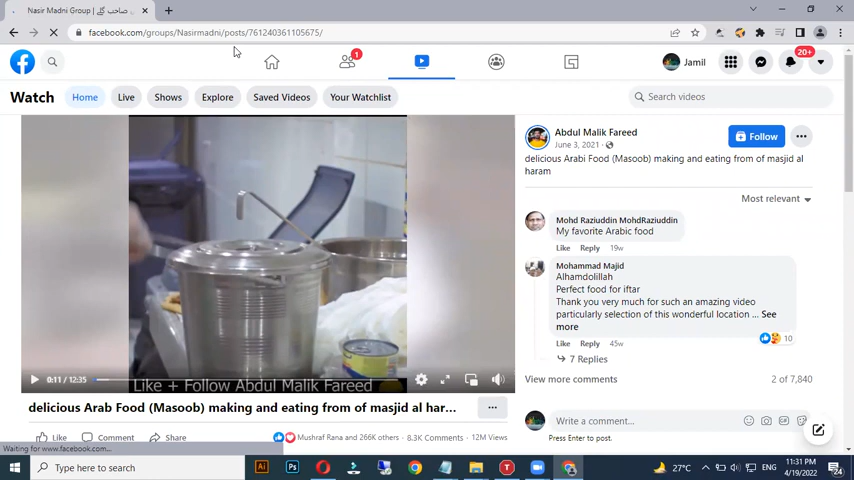 Nasir Madni Group | صاحب کے
facebook.com/groups/Nasirmadni/posts/761240361105675/
1
Jamil
20+
Watch
Home
Live
Shows
Explore
Saved Videos
Your Watchlist
Search videos
Abdul Malik Fareed
June 3, 2021 ·
Follow
delicious Arabi Food (Masoob) making and eating from of masjid al
haram
Most relevant
Mohd Raziuddin MohdRaziuddin
My favorite Arabic food
Like Reply 19w
Mohammad Majid
Alhamdolillah
Perfect food for iftar
Thank you very much for such an amazing video
particularly selection of this wonderful location ... See
more
10
Like Reply 45w
7 Replies
View more comments
2 of 7,840
Write a comment...
GIF
Press Enter to post.
0:11 / 12:35
Like + Follow Abdul Malik Fareed
delicious Arab Food (Masoob) making and eating from of masjid al har...
Like Comment Share
Mushraf Rana and 266K others · 8.3K Comments · 12M Views
Waiting for www.facebook.com...
Type here to search
Ai
Ps
T
27°C
ENG
11:31 PM
4/19/2022
24